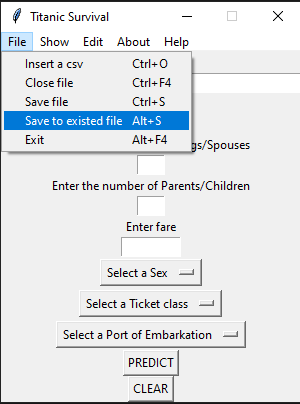 Titanic Survival
File Show Edit About Help
Insert a csv Ctrl+O
Close file Ctrl+F4
Save file Ctrl+S
Save to existed file Alt+S
Exit Alt+F4
gs/Spouses
Enter the number of Parents/Children
Enter fare
Select a Sex
Select a Ticket class
Select a Port of Embarkation
PREDICT
CLEAR